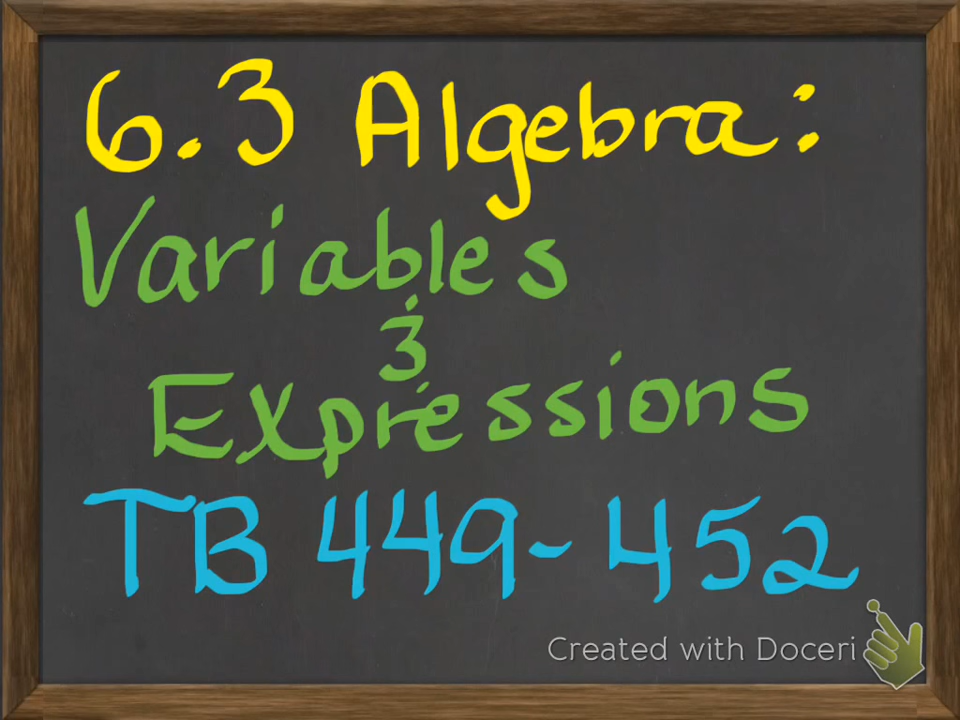 6.3 Algebra:
Variables
&
Expressions
TB 449-452
Created with Doceri